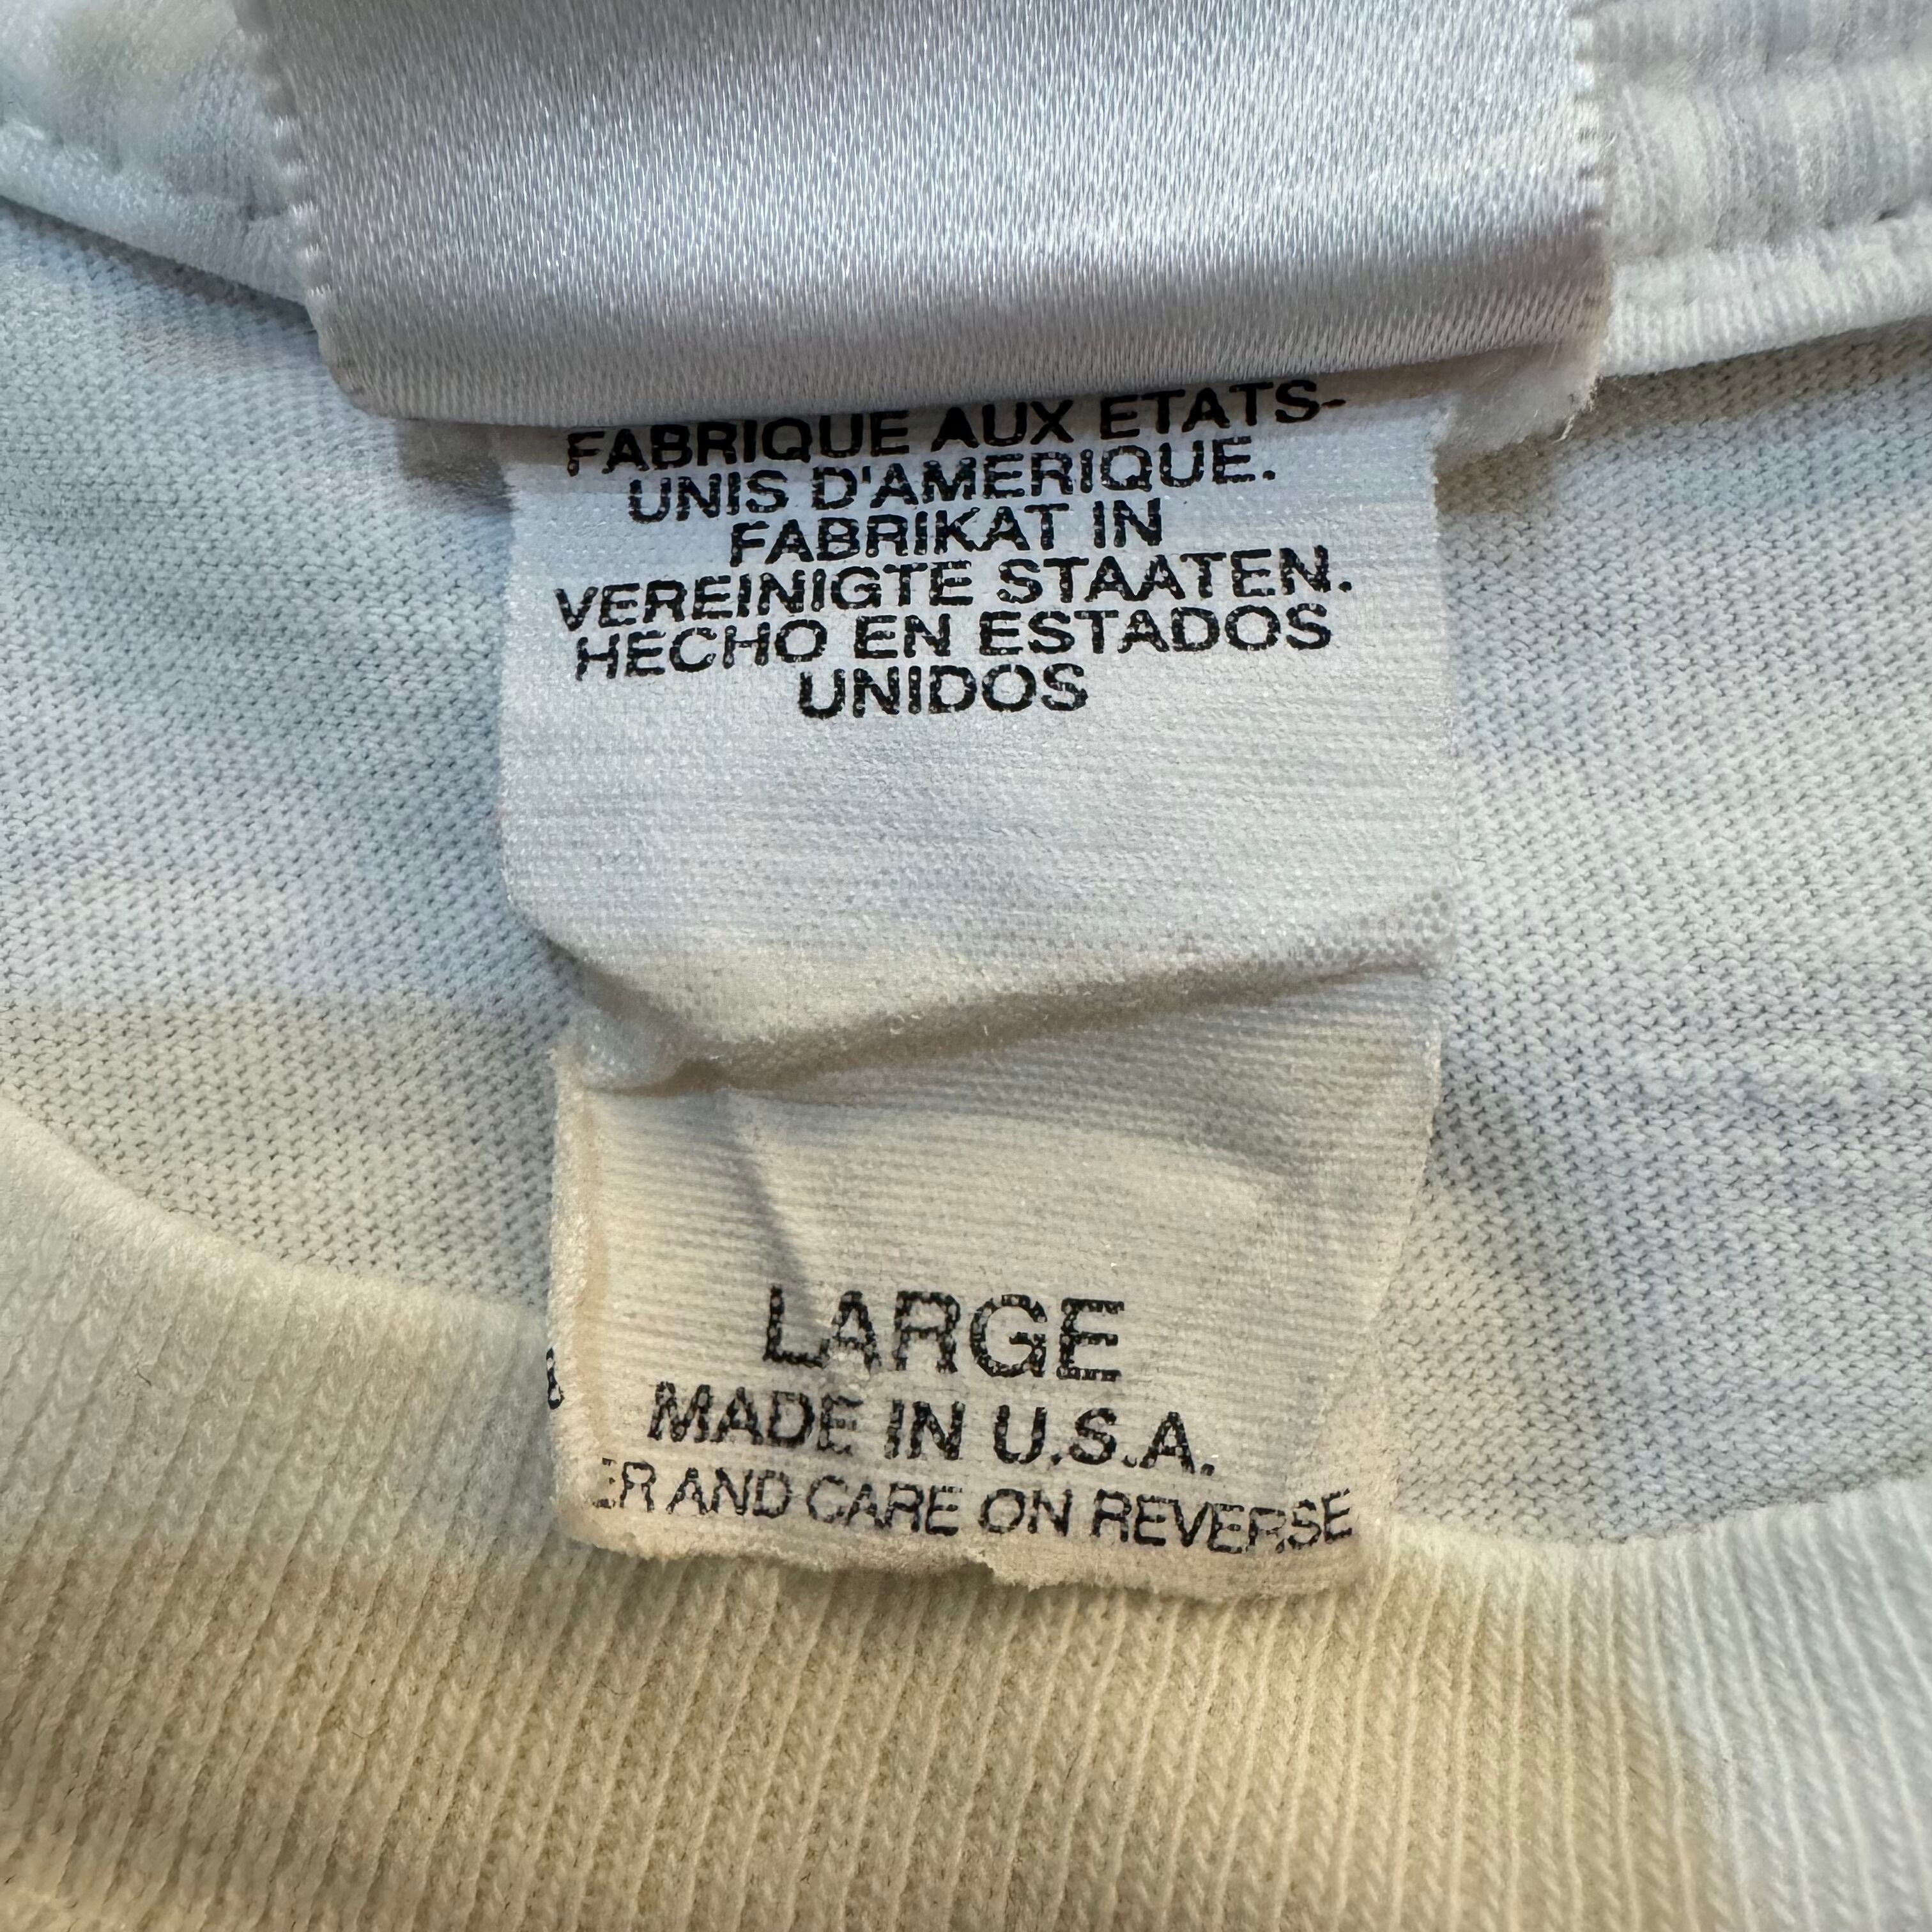 FABRIQUE AUX ETATS-
UNIS D'AMERIQUE.
FABRIKAT IN
VEREINIGTE STAATEN.
HECHO EN ESTADOS
UNIDOS
LARGE
MADE IN U.S.A.
AND CARE ON REVERSE